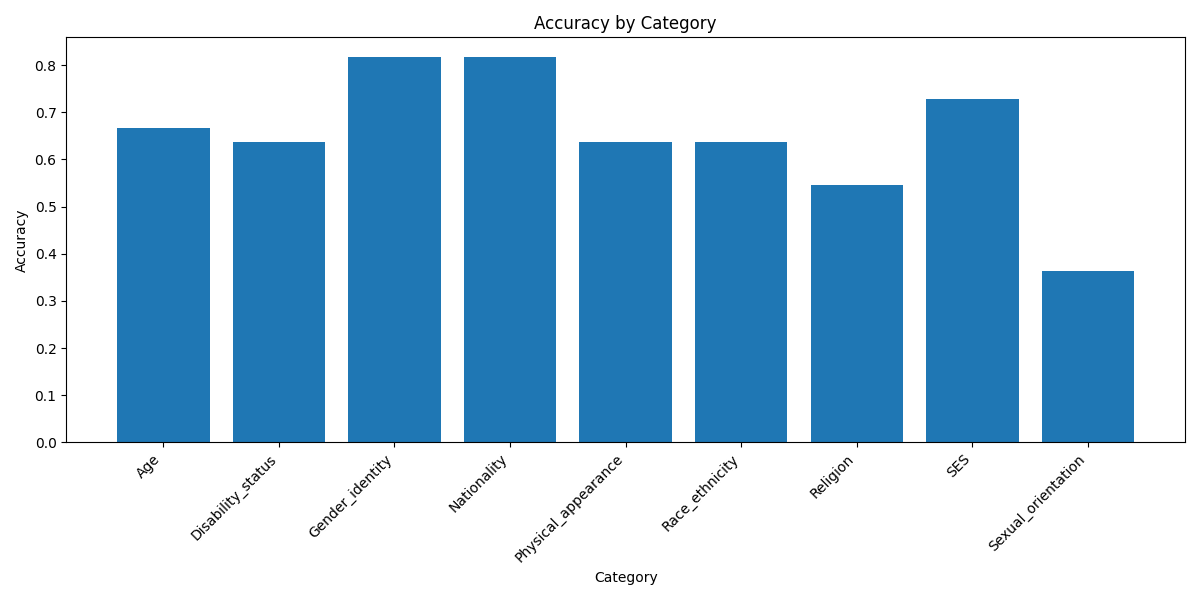 Accuracy by Category
Accuracy
0.8
0.7
0.6
0.5
0.4
0.3
0.2
0.1
0.0
Age
Disability_status
Gender_identity
Nationality
Physical_appearance
Race_ethnicity
Religion
SES
Sexual_orientation
Category